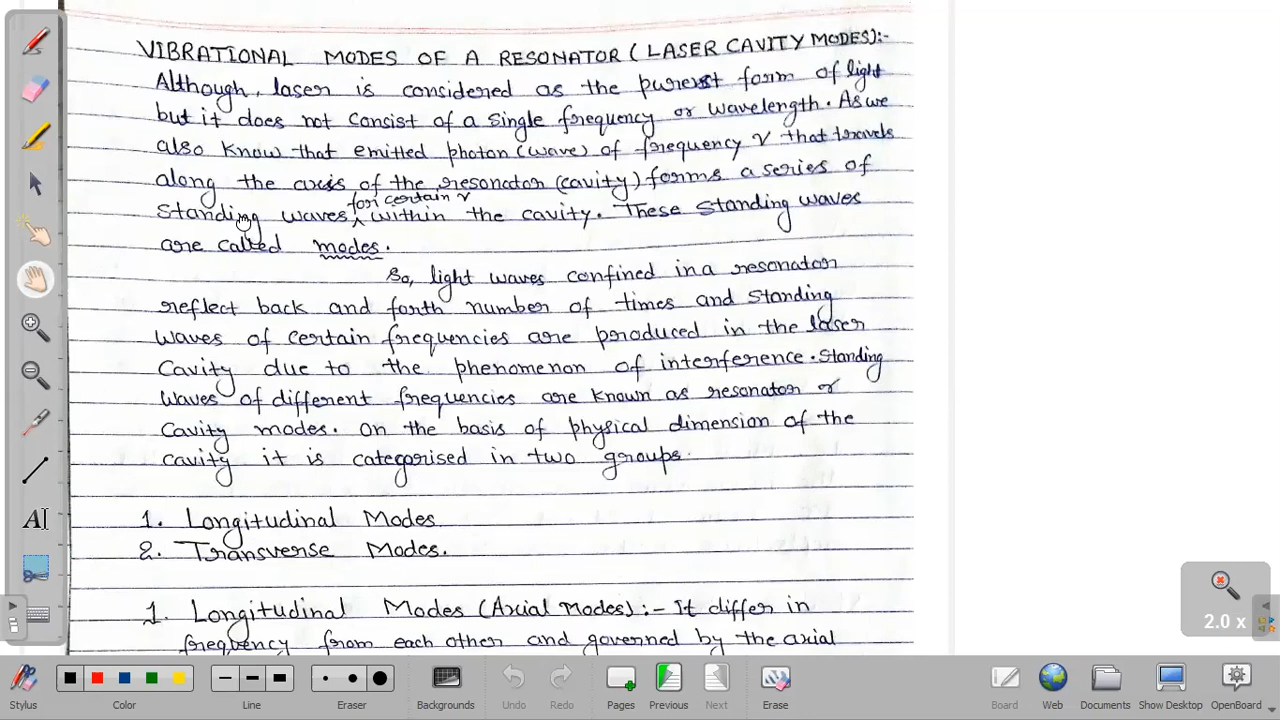 VIBRATIONAL MODES OF A RESONATOR (LASER CAVITY MODES):-
Although, laser is considered as the purest form of light
but it does not consist of a single frequency or wavelength. As we
also know that emitted photon (wave) of frequency ν that travels
along the axis of the resonator (cavity) forms a series of
for certain ν
standing waves ^ within the cavity. These standing waves
are called modes.
So, light waves confined in a resonator
reflect back and forth number of times and standing
wave of certain frequencies are produced in the laser
cavity due to the phenomenon of interference. Standing
wave of different frequencies are known as resonator or
cavity modes. On the basis of physical dimension of the
cavity it is categorised in two groups.
1. Longitudinal Modes
2. Transverse Modes.
1. Longitudinal Modes (Axial Modes):- It differ in
frequency from each other and governed by the axial
2.0 x
Stylus
Color
Line
Eraser
Backgrounds
Undo
Redo
Pages
Previous
Next
Erase
Board
Web
Documents
Show Desktop
OpenBoard